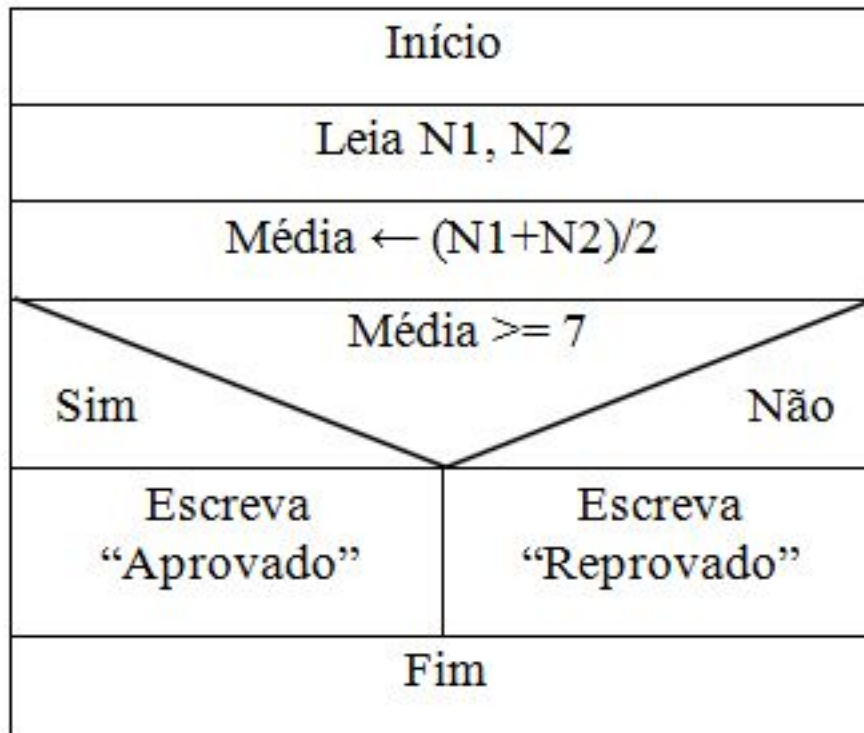 Início
Leia N1, N2
Média ← (N1+N2)/2
Média >= 7
Sim
Não
Escreva
“Aprovado”
Escreva
“Reprovado”
Fim